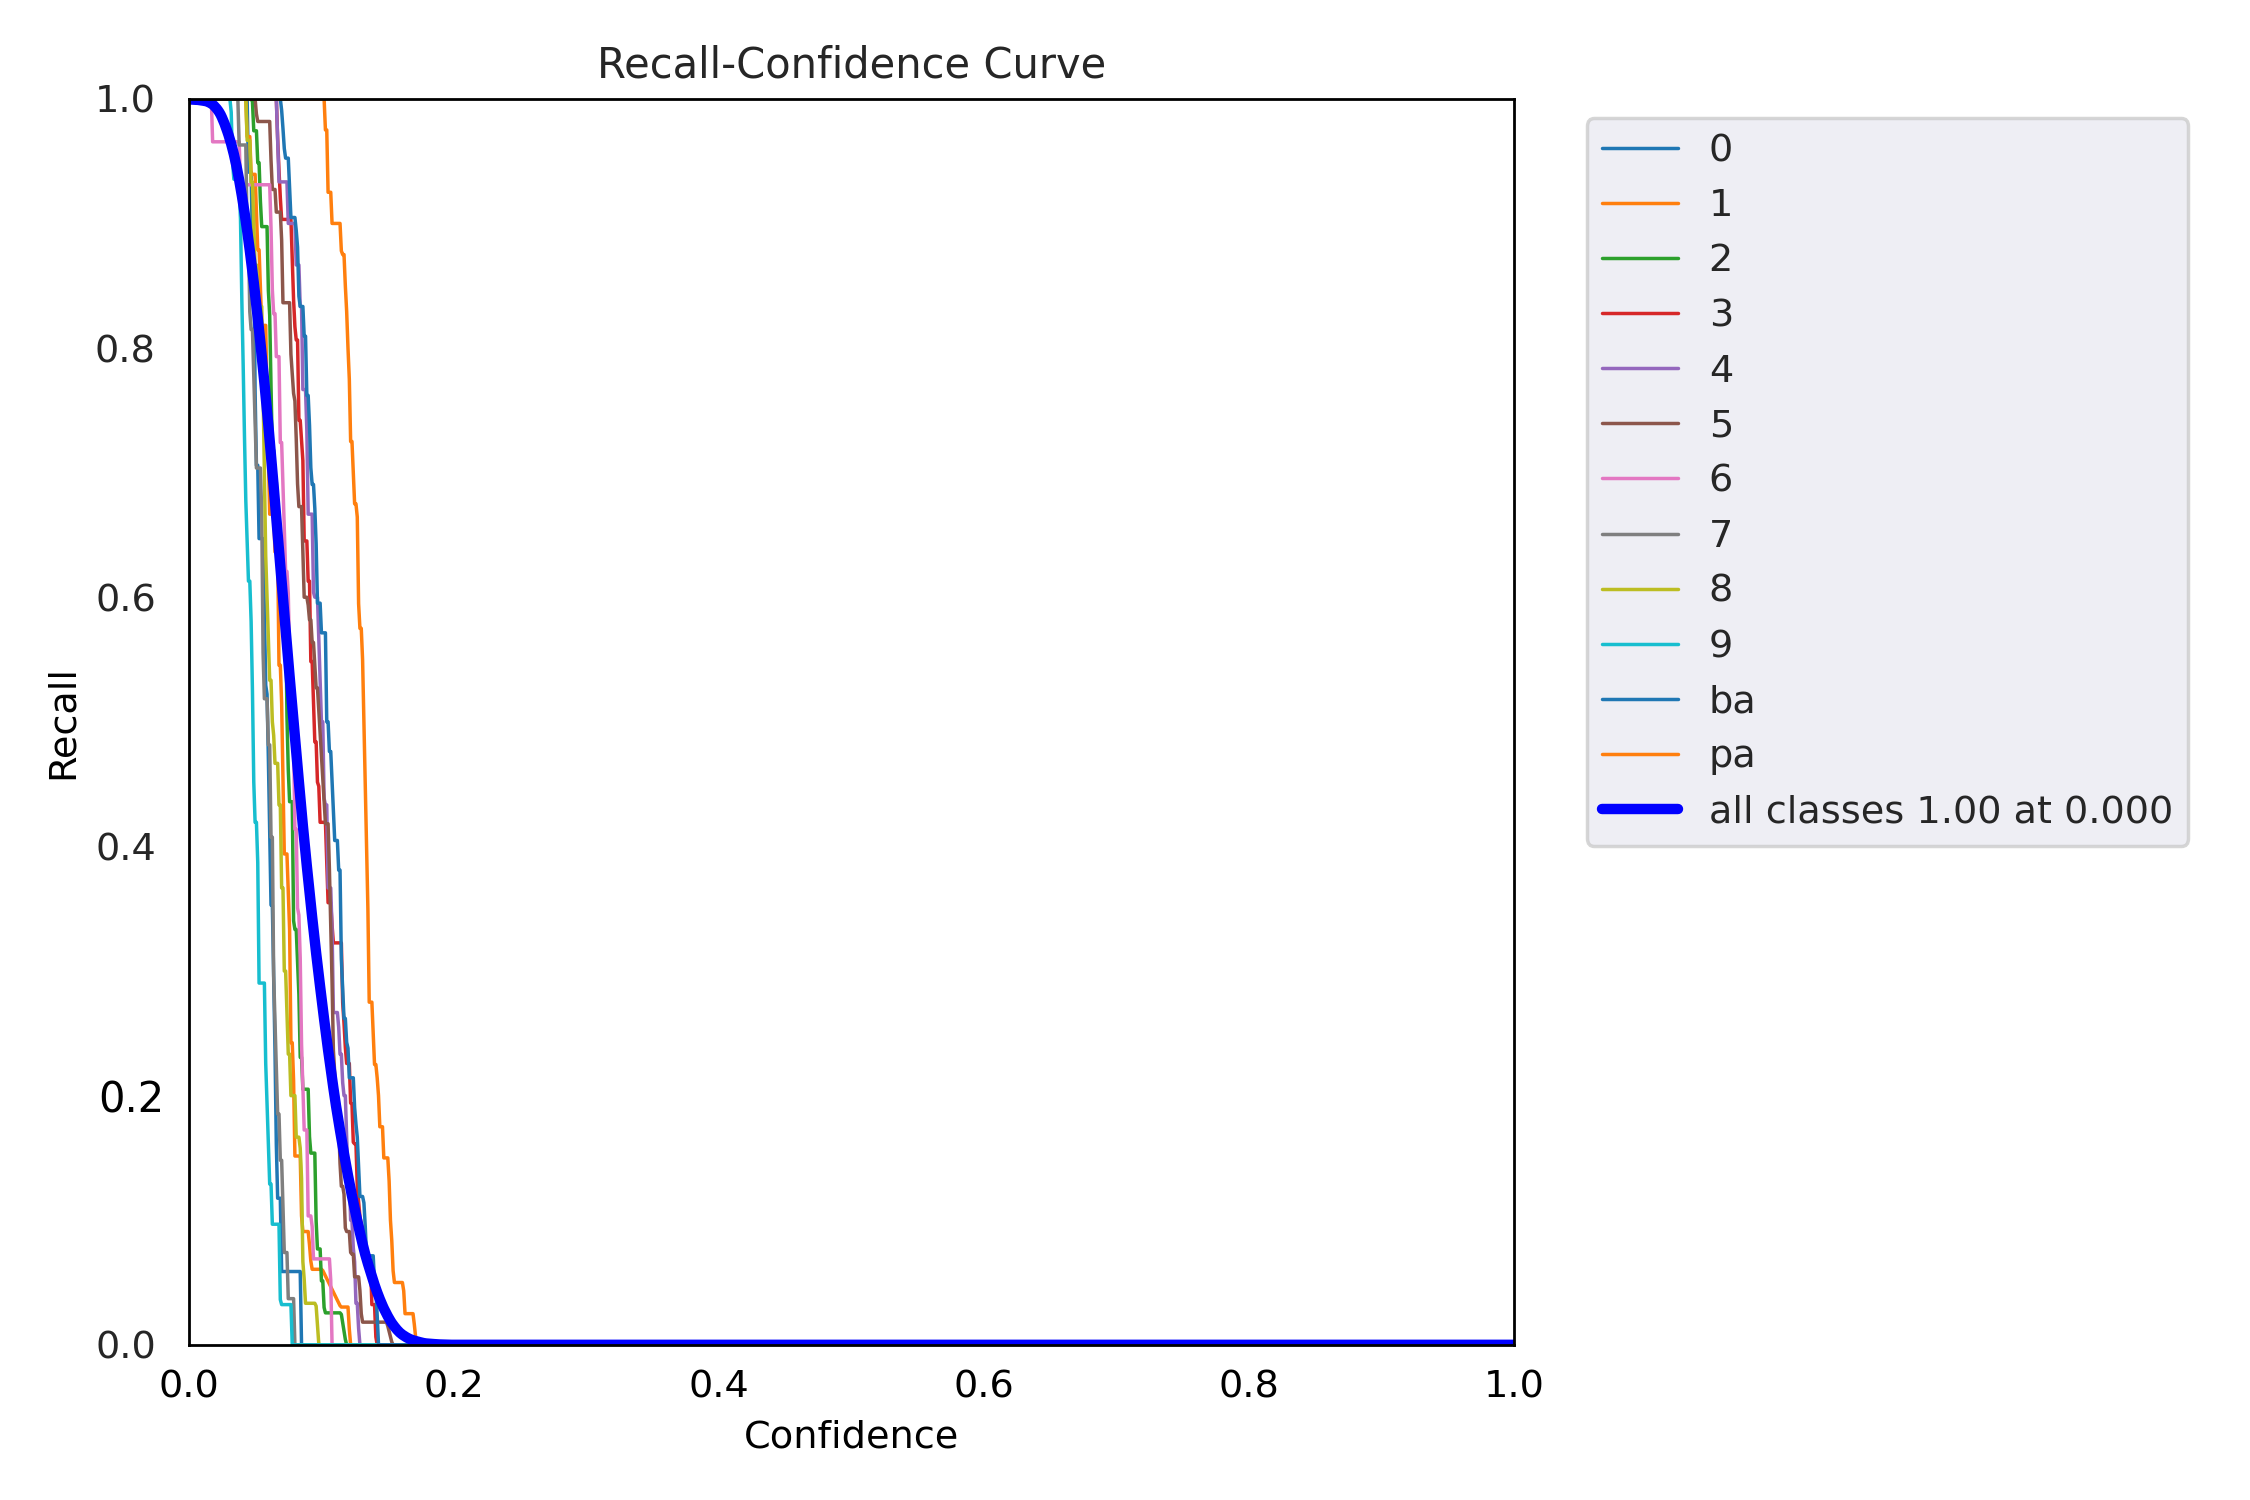 Recall-Confidence Curve
1.0
0.8
0.6
0.4
0.2
0.0
Recall
0.0 0.2 0.4 0.6 0.8 1.0
Confidence
0
1
2
3
4
5
6
7
8
9
ba
pa
all classes 1.00 at 0.000